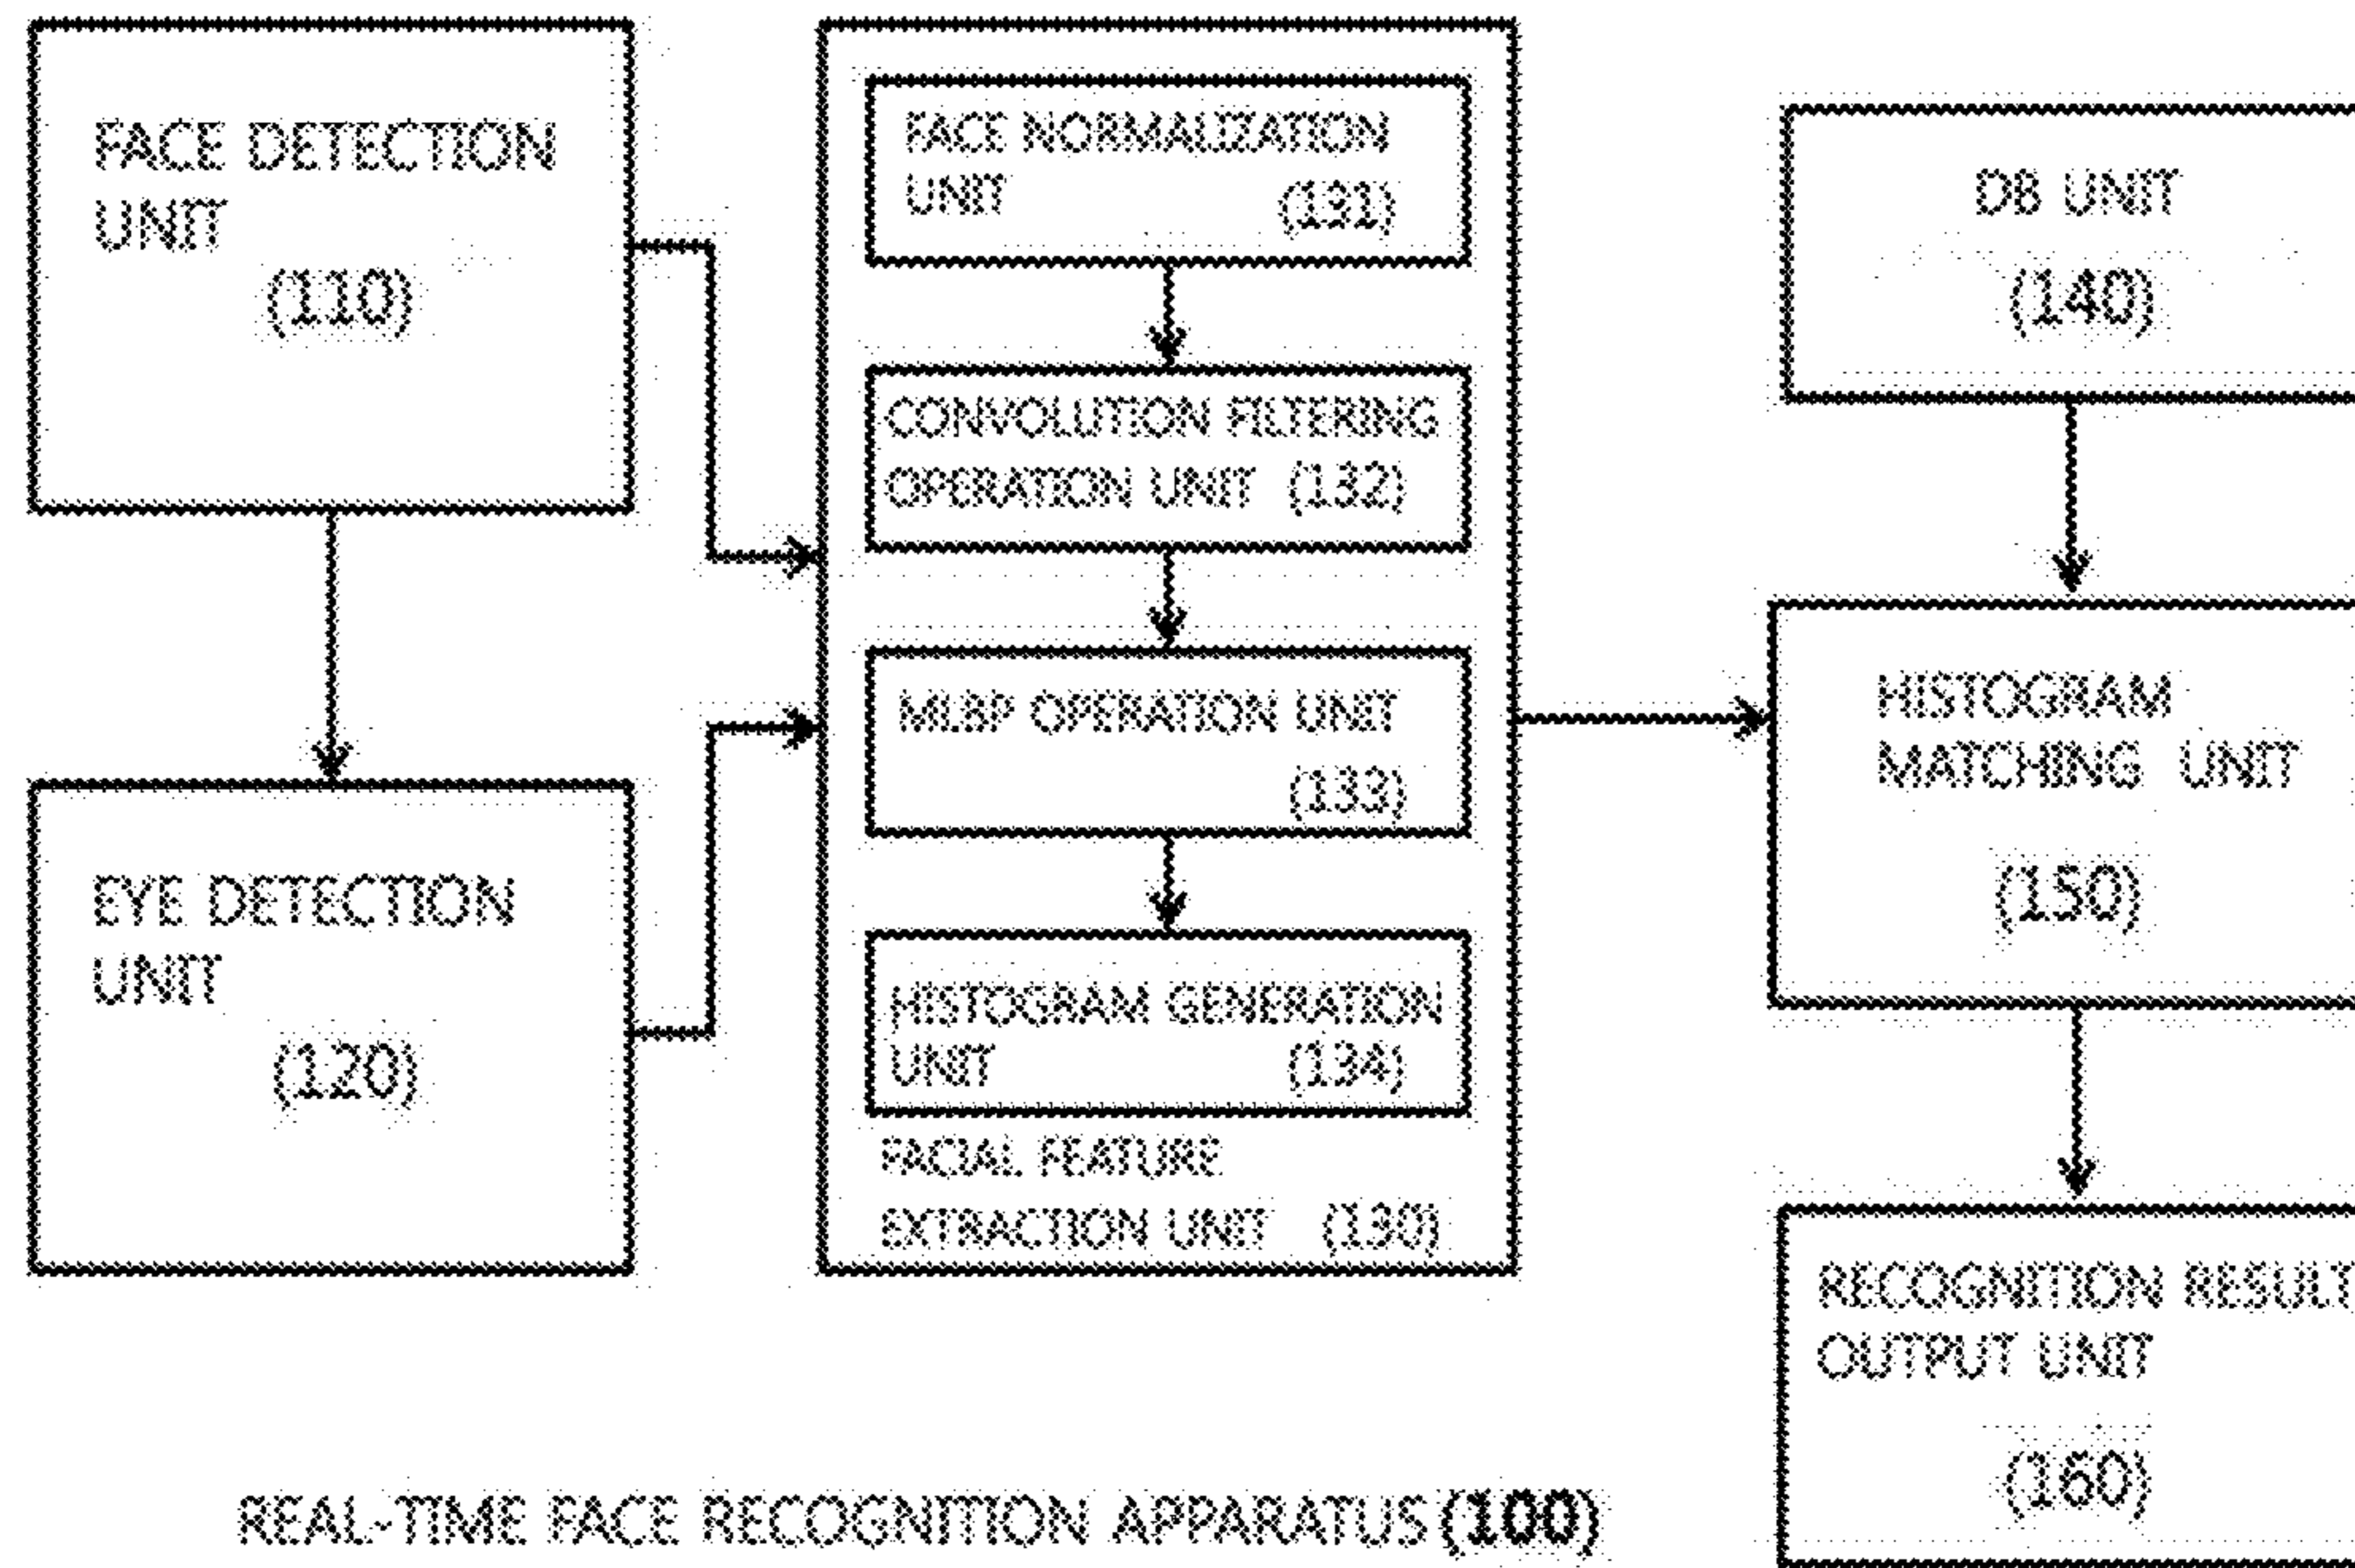 FACE DETECTION
UNIT
(110)
EYE DETECTION
UNIT
(120)
FACE NORMALIZATION
UNIT (131)
CONVOLUTION FILTERING
OPERATION UNIT (132)
MLBP OPERATION UNIT
(133)
HISTOGRAM GENERATION
UNIT (134)
FACIAL FEATURE
EXTRACTION UNIT (130)
DB UNIT
(140)
HISTOGRAM
MATCHING UNIT
(150)
RECOGNITION RESULT
OUTPUT UNIT
(160)
REAL-TIME FACE RECOGNITION APPARATUS (100)